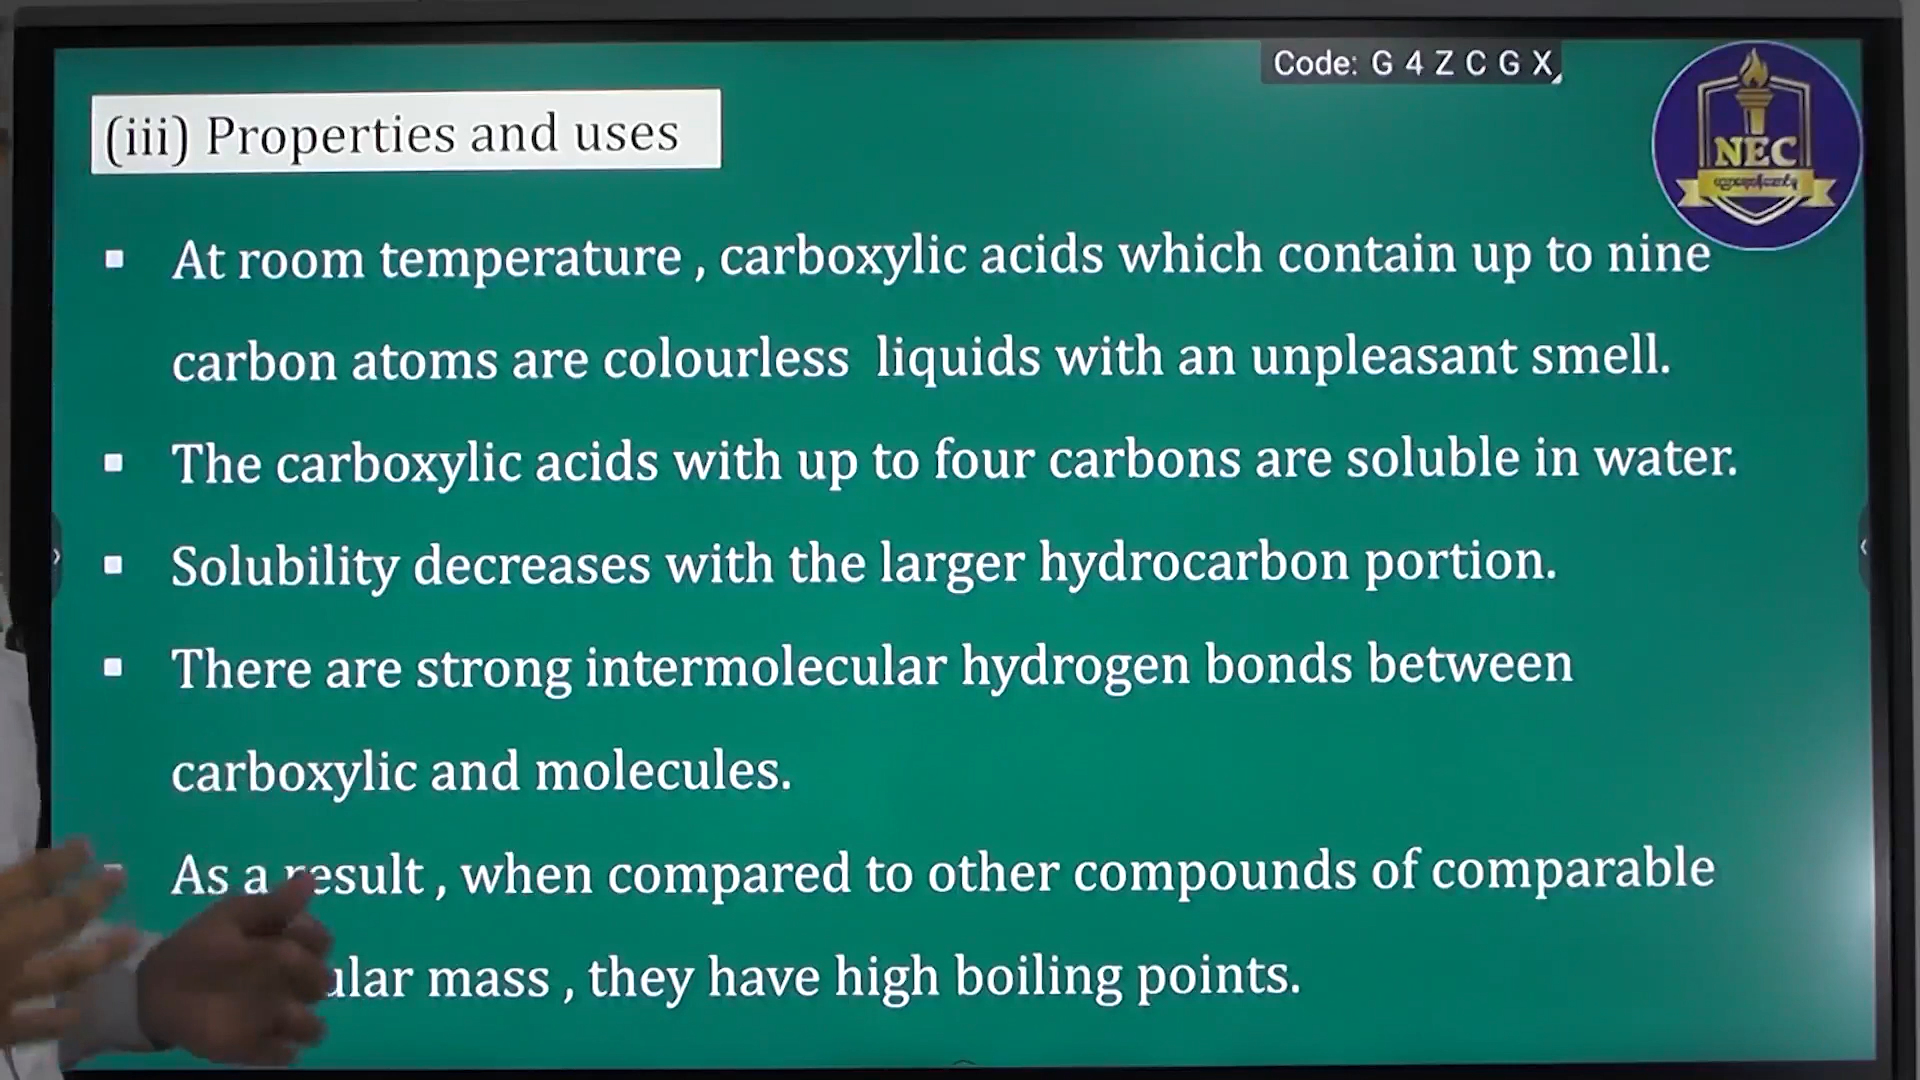 Code: G 4 Z C G X
(iii) Properties and uses
NEC
▪ At room temperature , carboxylic acids which contain up to nine
carbon atoms are colourless liquids with an unpleasant smell.
▪ The carboxylic acids with up to four carbons are soluble in water.
▪ Solubility decreases with the larger hydrocarbon portion.
▪ There are strong intermolecular hydrogen bonds between
carboxylic and molecules.
▪ As a result , when compared to other compounds of comparable
ular mass , they have high boiling points.